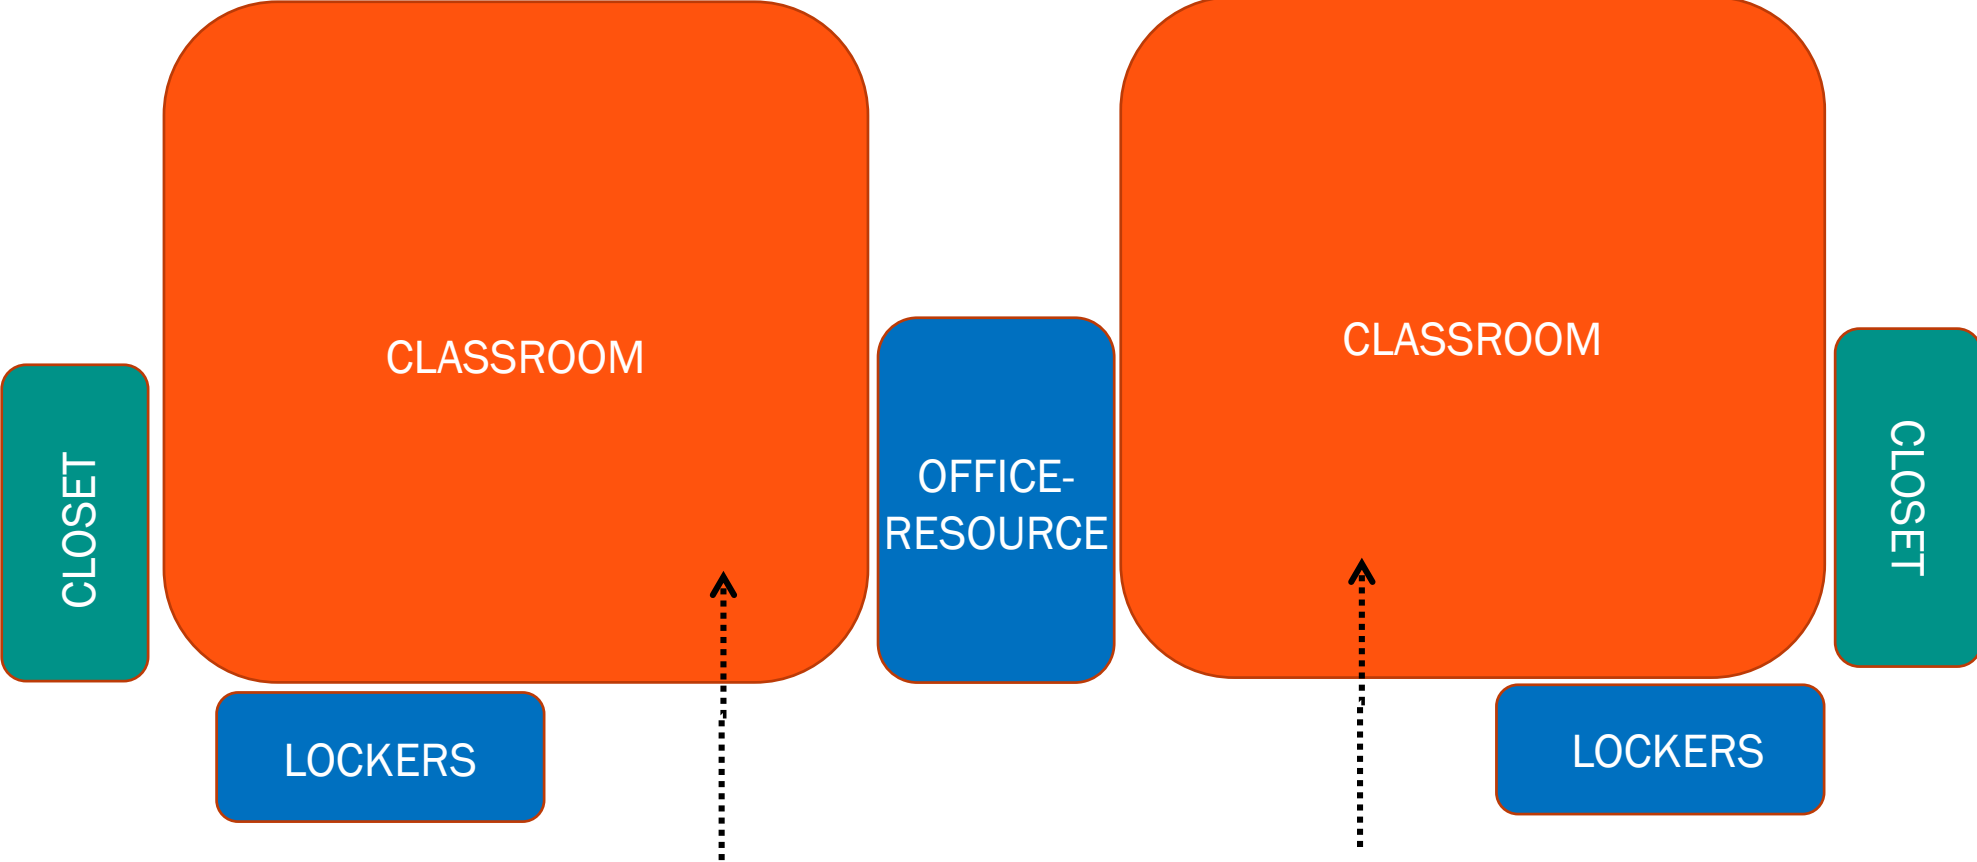 CLASSROOM
CLASSROOM
CLOSET
OFFICE-
RESOURCE
CLOSET
LOCKERS
LOCKERS